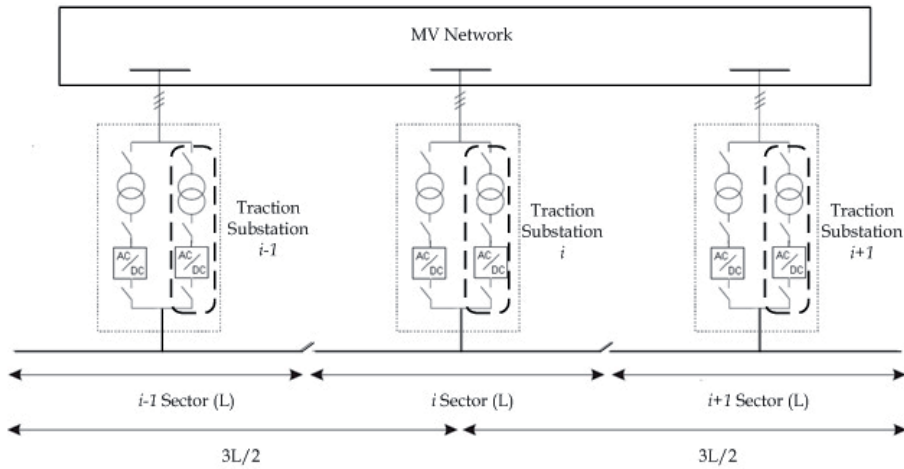 MV Network
Traction
Substation
i-1
Traction
Substation
i
Traction
Substation
i+1
AC
DC
AC
DC
AC
DC
AC
DC
AC
DC
AC
DC
i-1 Sector (L)
i Sector (L)
i+1 Sector (L)
3L/2
3L/2